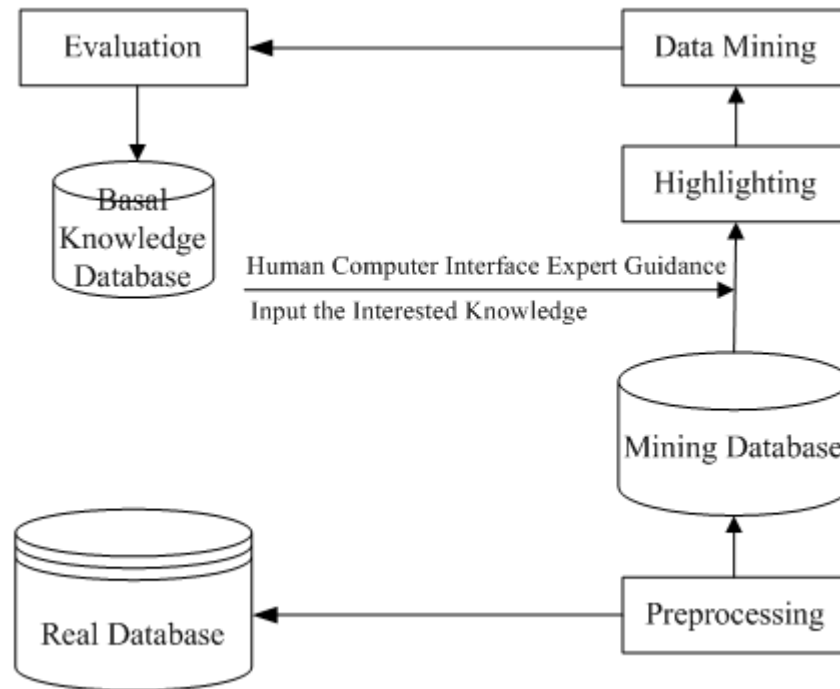 Evaluation
Data Mining
Highlighting
Basal
Knowledge
Database
Human Computer Interface Expert Guidance
Input the Interested Knowledge
Mining Database
Real Database
Preprocessing